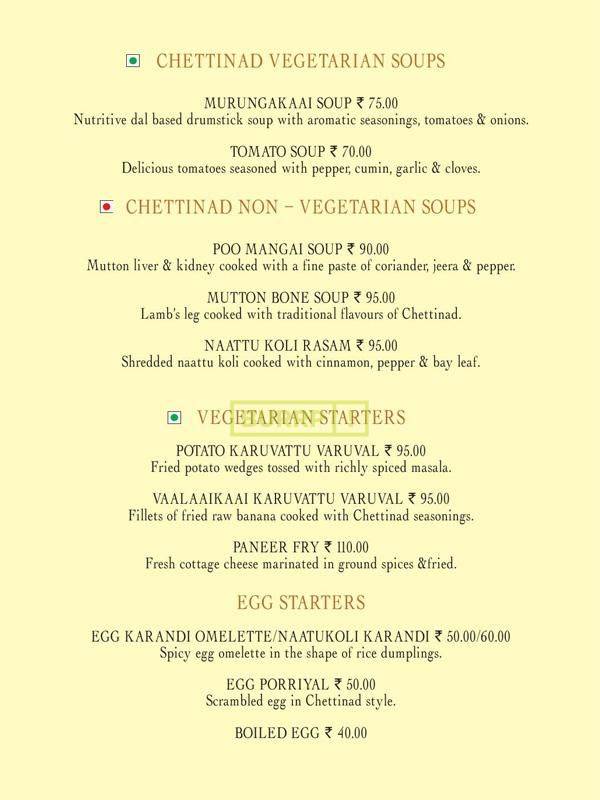 CHETTINAD VEGETARIAN SOUPS
MURUNGAKAAI SOUP ₹ 75.00
Nutritive dal based drumstick soup with aromatic seasonings, tomatoes & onions.
TOMATO SOUP ₹ 70.00
Delicious tomatoes seasoned with pepper, cumin, garlic & cloves.
CHETTINAD NON – VEGETARIAN SOUPS
POO MANGAI SOUP ₹ 90.00
Mutton liver & kidney cooked with a fine paste of coriander, jeera & pepper.
MUTTON BONE SOUP ₹ 95.00
Lamb's leg cooked with traditional flavours of Chettinad.
NAATTU KOLI RASAM ₹ 95.00
Shredded naattu koli cooked with cinnamon, pepper & bay leaf.
VEGETARIAN STARTERS
POTATO KARUVATTU VARUVAL ₹ 95.00
Fried potato wedges tossed with richly spiced masala.
VAALAAIKAAI KARUVATTU VARUVAL ₹ 95.00
Fillets of fried raw banana cooked with Chettinad seasonings.
PANEER FRY ₹ 110.00
Fresh cottage cheese marinated in ground spices &fried.
EGG STARTERS
EGG KARANDI OMELETTE/NAATUKOLI KARANDI ₹ 50.00/60.00
Spicy egg omelette in the shape of rice dumplings.
EGG PORRIYAL ₹ 50.00
Scrambled egg in Chettinad style.
BOILED EGG ₹ 40.00